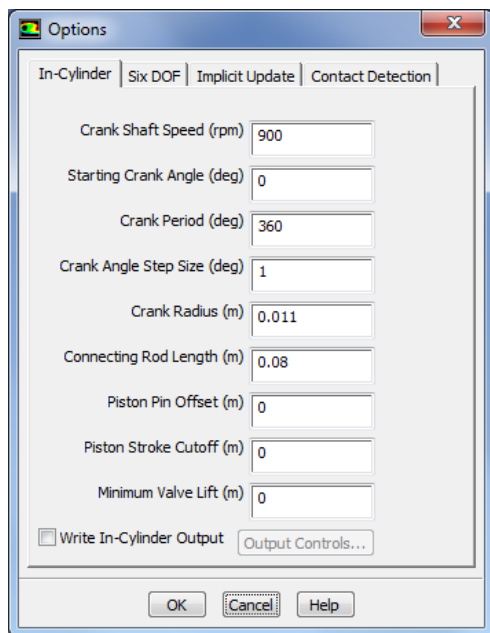 Options
In-Cylinder Six DOF Implicit Update Contact Detection
Crank Shaft Speed (rpm) 900
Starting Crank Angle (deg) 0
Crank Period (deg) 360
Crank Angle Step Size (deg) 1
Crank Radius (m) 0.011
Connecting Rod Length (m) 0.08
Piston Pin Offset (m) 0
Piston Stroke Cutoff (m) 0
Minimum Valve Lift (m) 0
Write In-Cylinder Output Output Controls...
OK Cancel Help